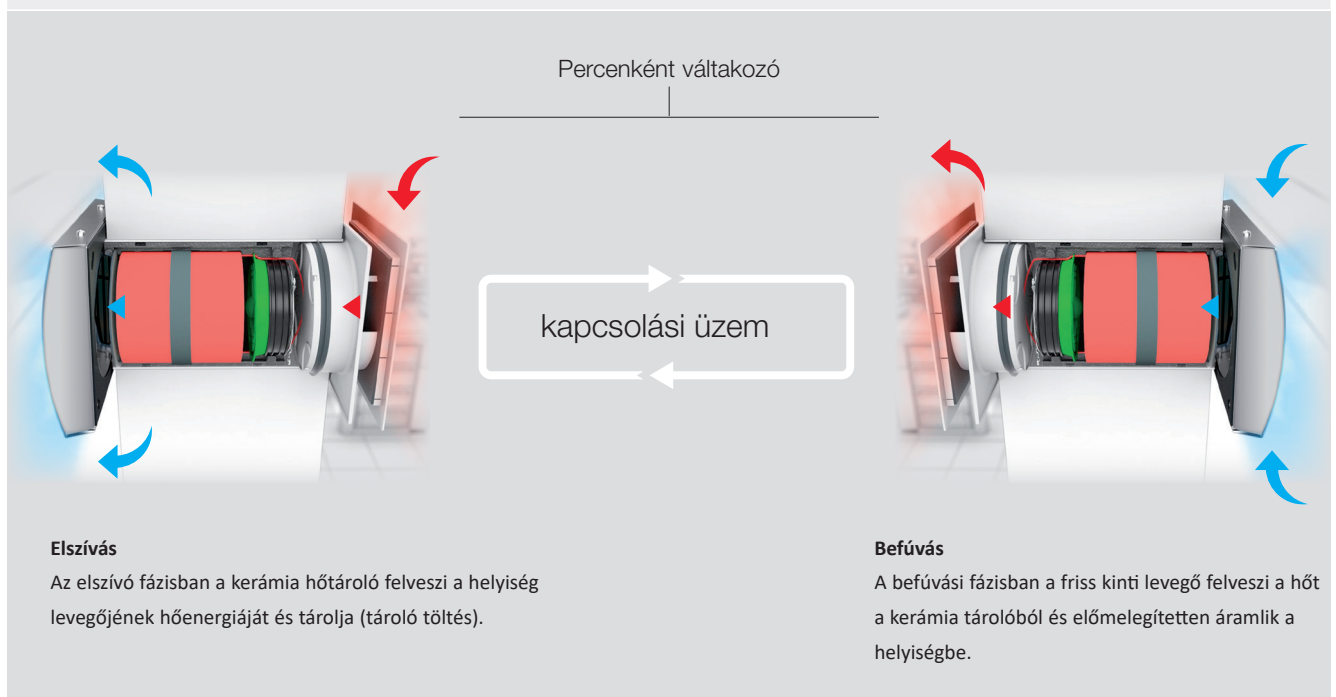 Percenként váltakozó
kapcsolási üzem
Elszívás
Az elszívó fázisban a kerámia hőtároló felveszi a helyiség
levegőjének hőenergiáját és tárolja (tároló töltés).
Befúvás
A befúvási fázisban a friss kinti levegő felveszi a hőt
a kerámia tárolóból és előmelegítetten áramlik a
helyiségbe.